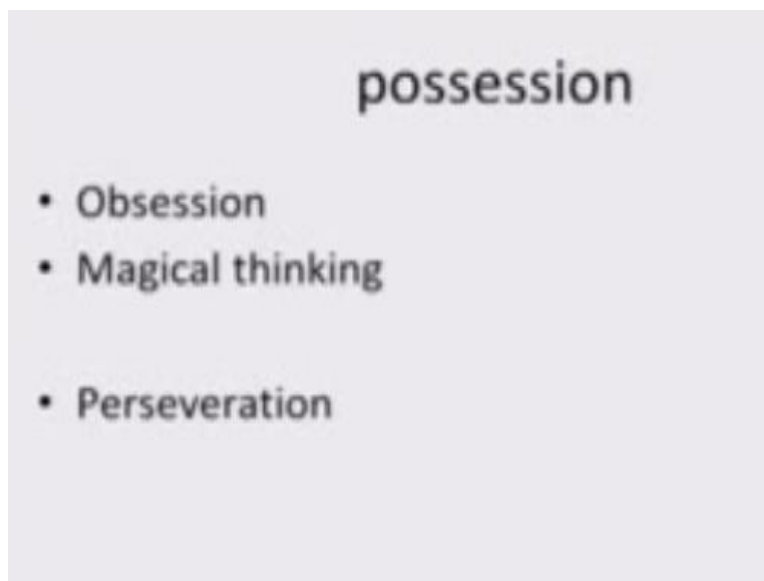 possession
• Obsession
• Magical thinking
• Perseveration